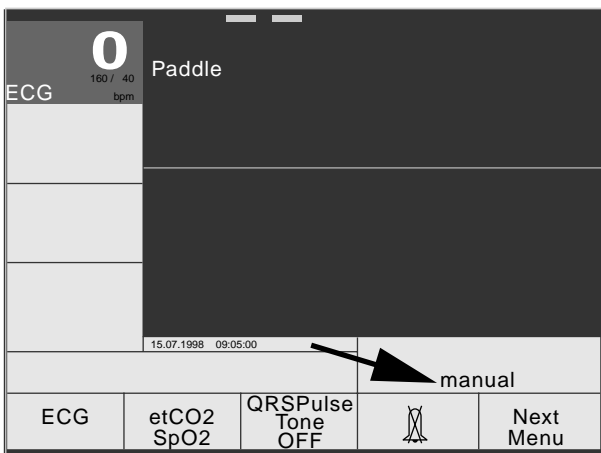 0
160 / 40
ECG bpm
Paddle
15.07.1998 09:05:00
manual
ECG
etCO2
SpO2
QRSPulse
Tone
OFF
Next
Menu